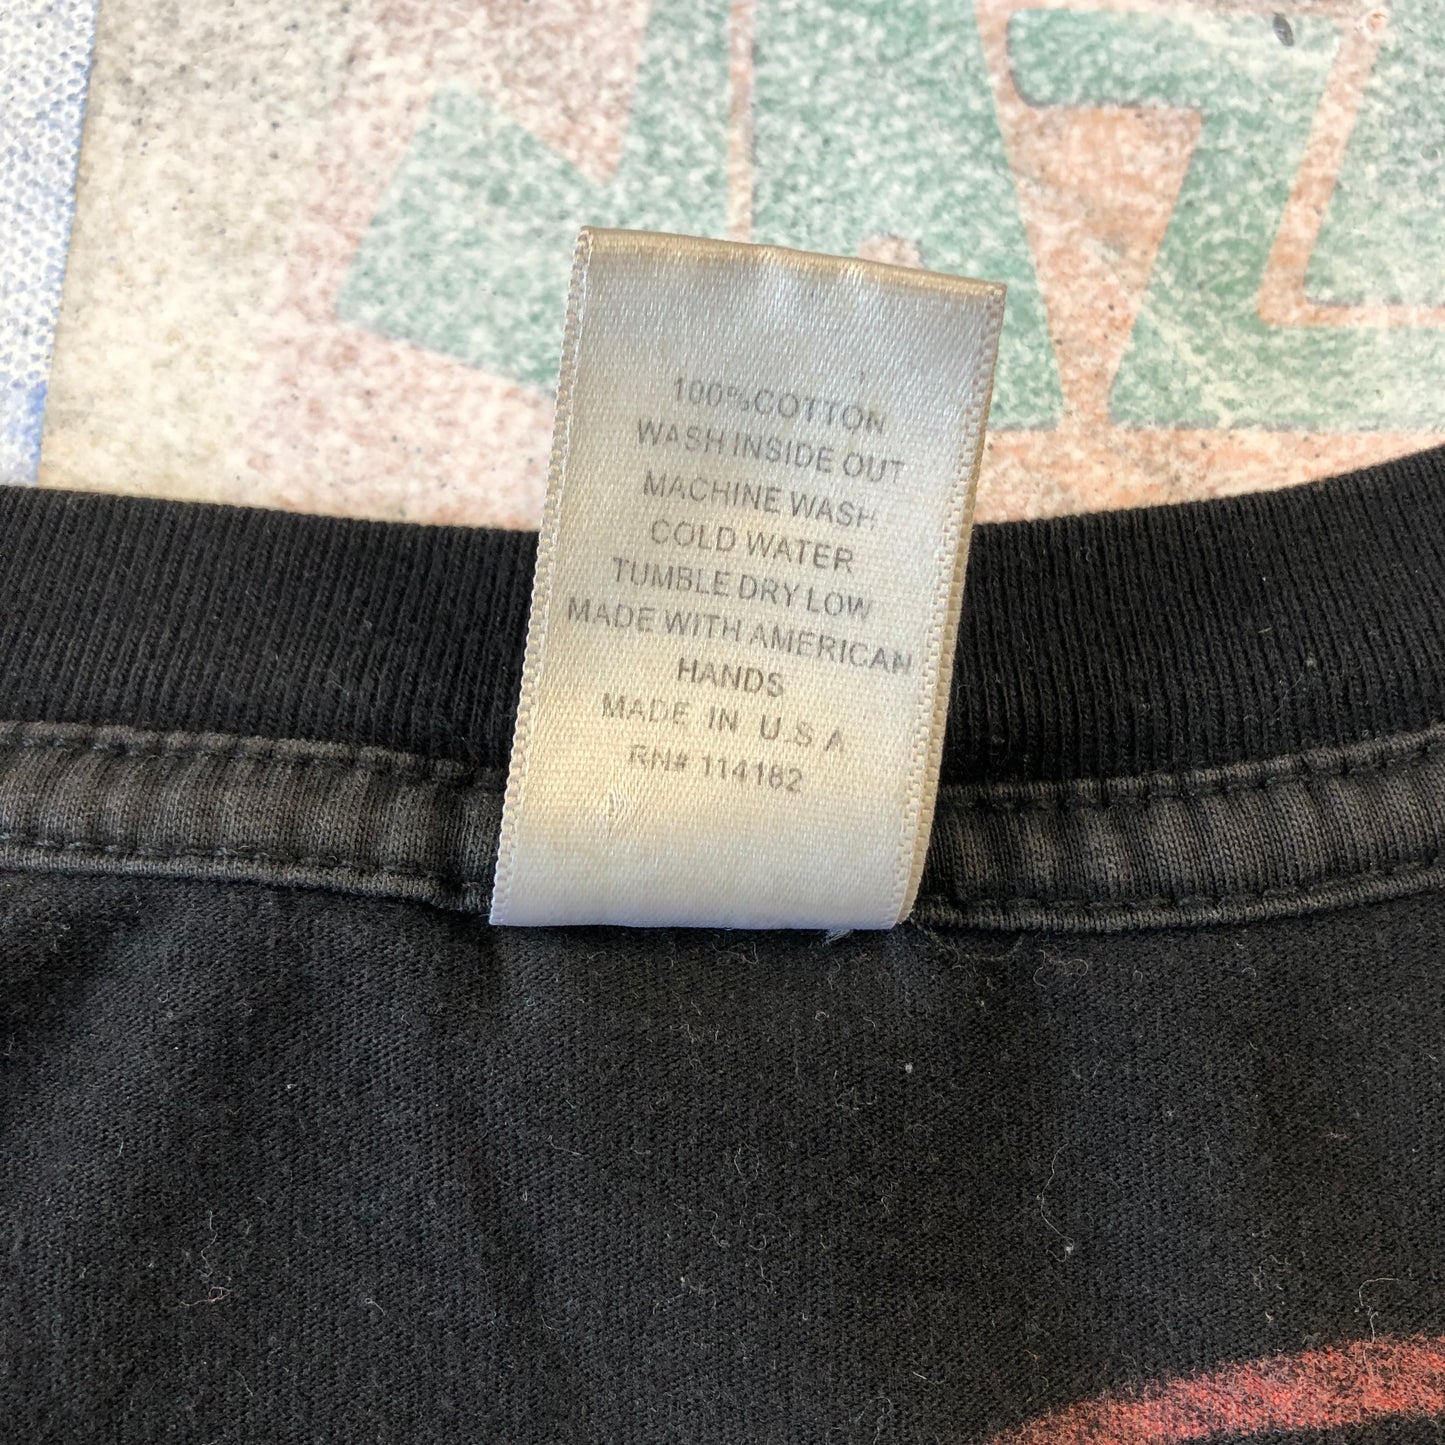 100%COTTON
WASH INSIDE OUT
MACHINE WASH
COLD WATER
TUMBLE DRY LOW
MADE WITH AMERICAN
HANDS
MADE IN U.S A
RN# 114182